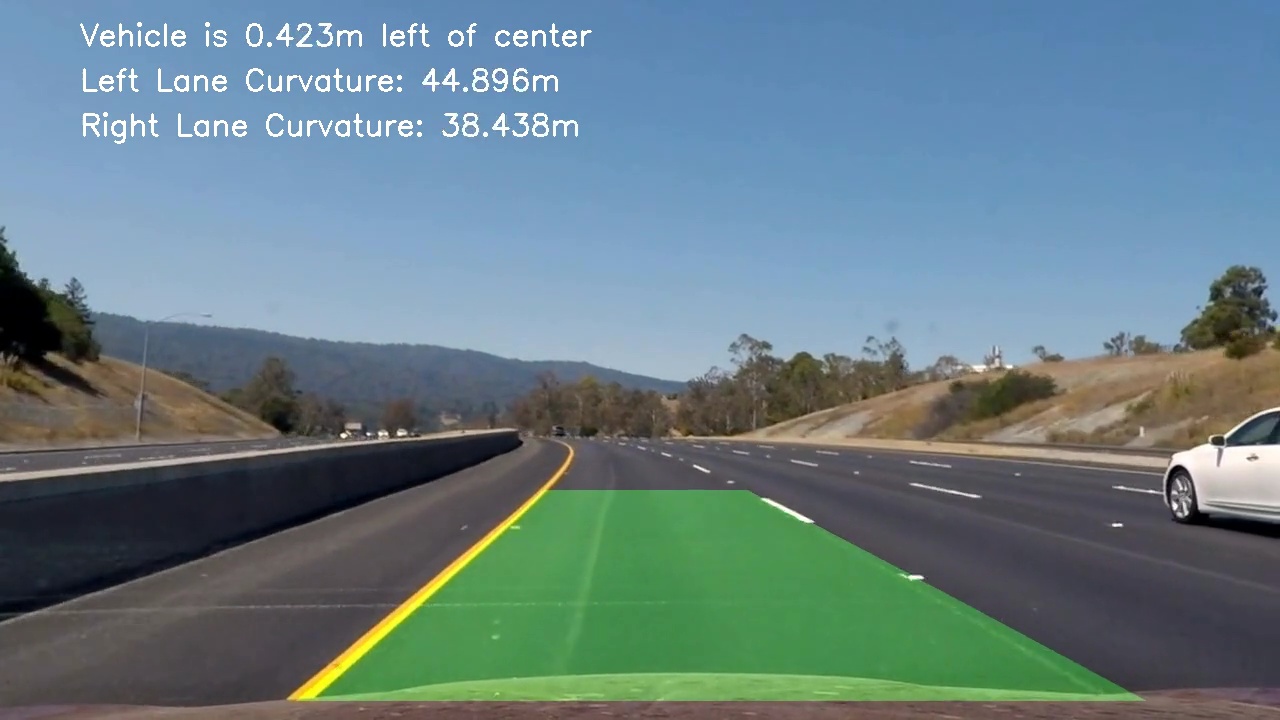 Vehicle is 0.423m left of center
Left Lane Curvature: 44.896m
Right Lane Curvature: 38.438m